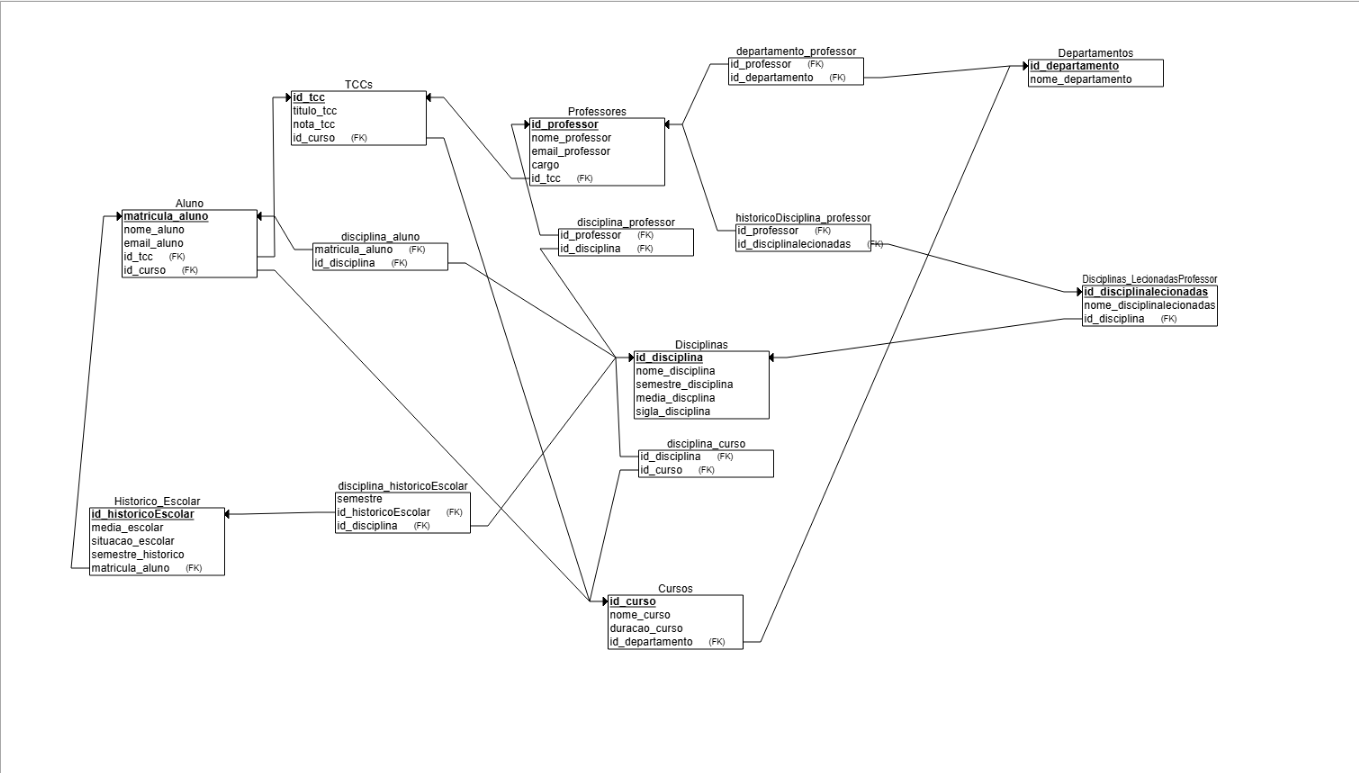 departamento_professor
id_professor (FK)
id_departamento (FK)
Departamentos
id_departamento
nome_departamento
TCCs
id_tcc
titulo_tcc
nota_tcc
id_curso (FK)
Professores
id_professor
nome_professor
email_professor
cargo
id_tcc (FK)
Aluno
matricula_aluno
nome_aluno
email_aluno
id_tcc (FK)
id_curso (FK)
disciplina_aluno
matricula_aluno (FK)
id_disciplina (FK)
disciplina_professor
id_professor (FK)
id_disciplina (FK)
historicoDisciplina_professor
id_professor (FK)
id_disciplinalecionadas (FK)
Disciplinas_LecionadasProfessor
id_disciplinalecionadas
nome_disciplinalecionadas
id_disciplina (FK)
Disciplinas
id_disciplina
nome_disciplina
semestre_disciplina
media_discplina
sigla_disciplina
disciplina_curso
id_disciplina (FK)
id_curso (FK)
disciplina_historicoEscolar
semestre
id_historicoEscolar (FK)
id_disciplina (FK)
Historico_Escolar
id_historicoEscolar
media_escolar
situacao_escolar
semestre_historico
matricula_aluno (FK)
Cursos
id_curso
nome_curso
duracao_curso
id_departamento (FK)